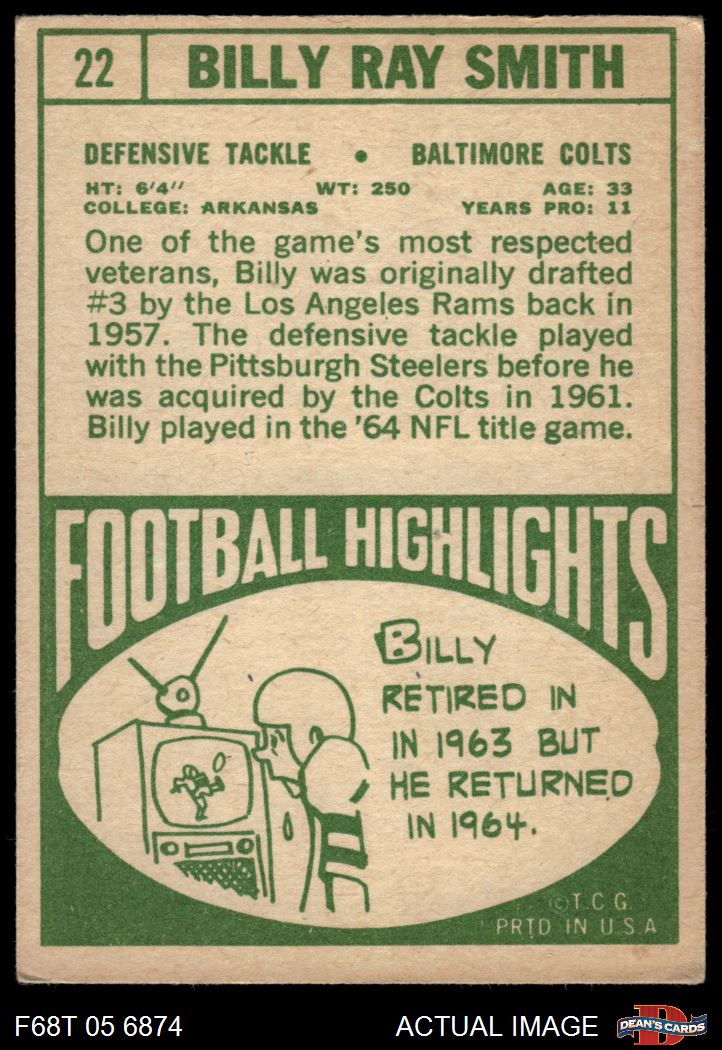 22 BILLY RAY SMITH
DEFENSIVE TACKLE • BALTIMORE COLTS
HT: 6'4" WT: 250 AGE: 33
COLLEGE: ARKANSAS YEARS PRO: 11
One of the game's most respected
veterans, Billy was originally drafted
#3 by the Los Angeles Rams back in
1957. The defensive tackle played
with the Pittsburgh Steelers before he
was acquired by the Colts in 1961.
Billy played in the '64 NFL title game.
FOOTBALL HIGHLIGHTS
BILLY
RETIRED IN
IN 1963 BUT
HE RETURNED
IN 1964.
©T.C.G.
PRTD IN U.S.A
F68T 05 6874 ACTUAL IMAGE D DEAN'S CARDS